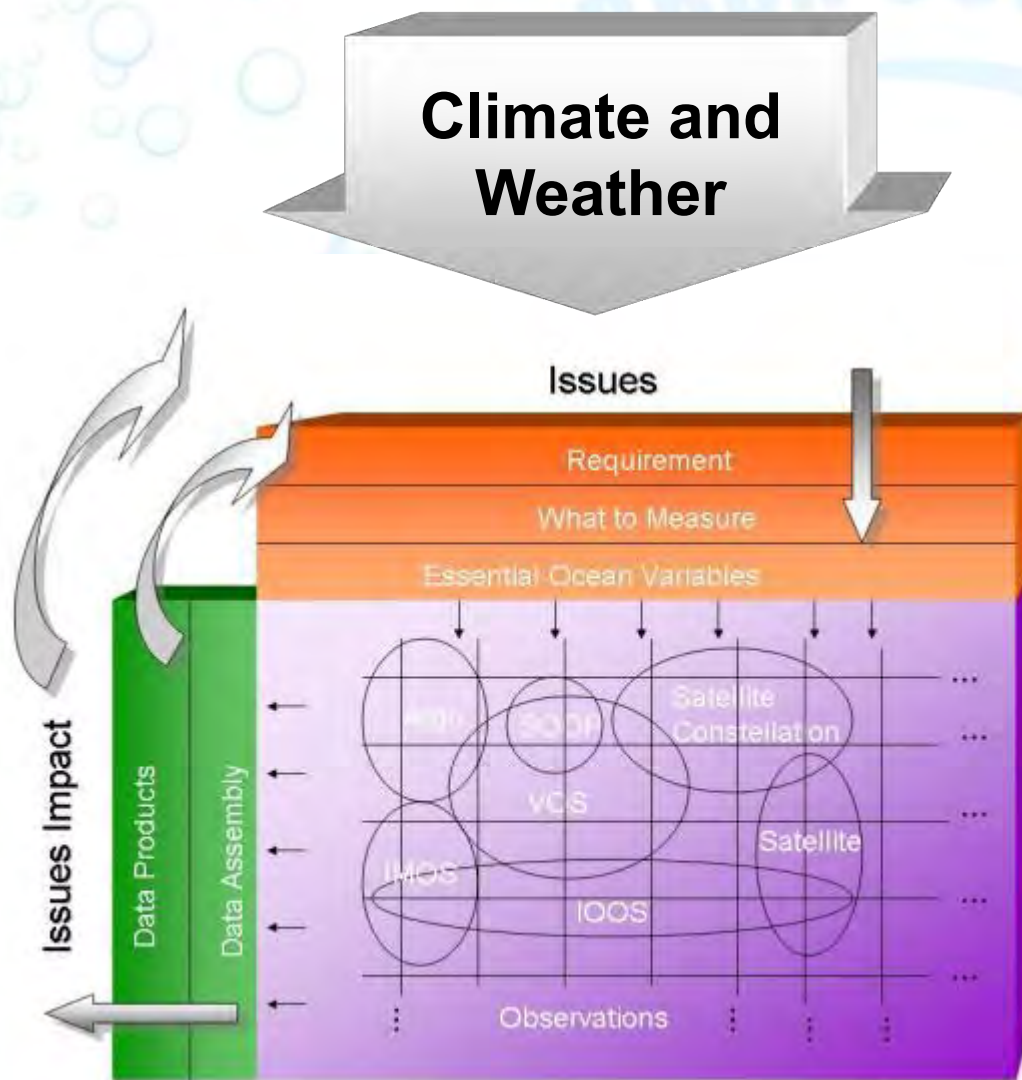 Climate and
Weather
Issues
Requirement
What to Measure
Essential Ocean Variables
Satellite
Constellation
...
SOOP
...
VOS
...
Satellite
IMOS
IOOS
...
...
Observations
Issues Impact
Data Products
Data Assembly